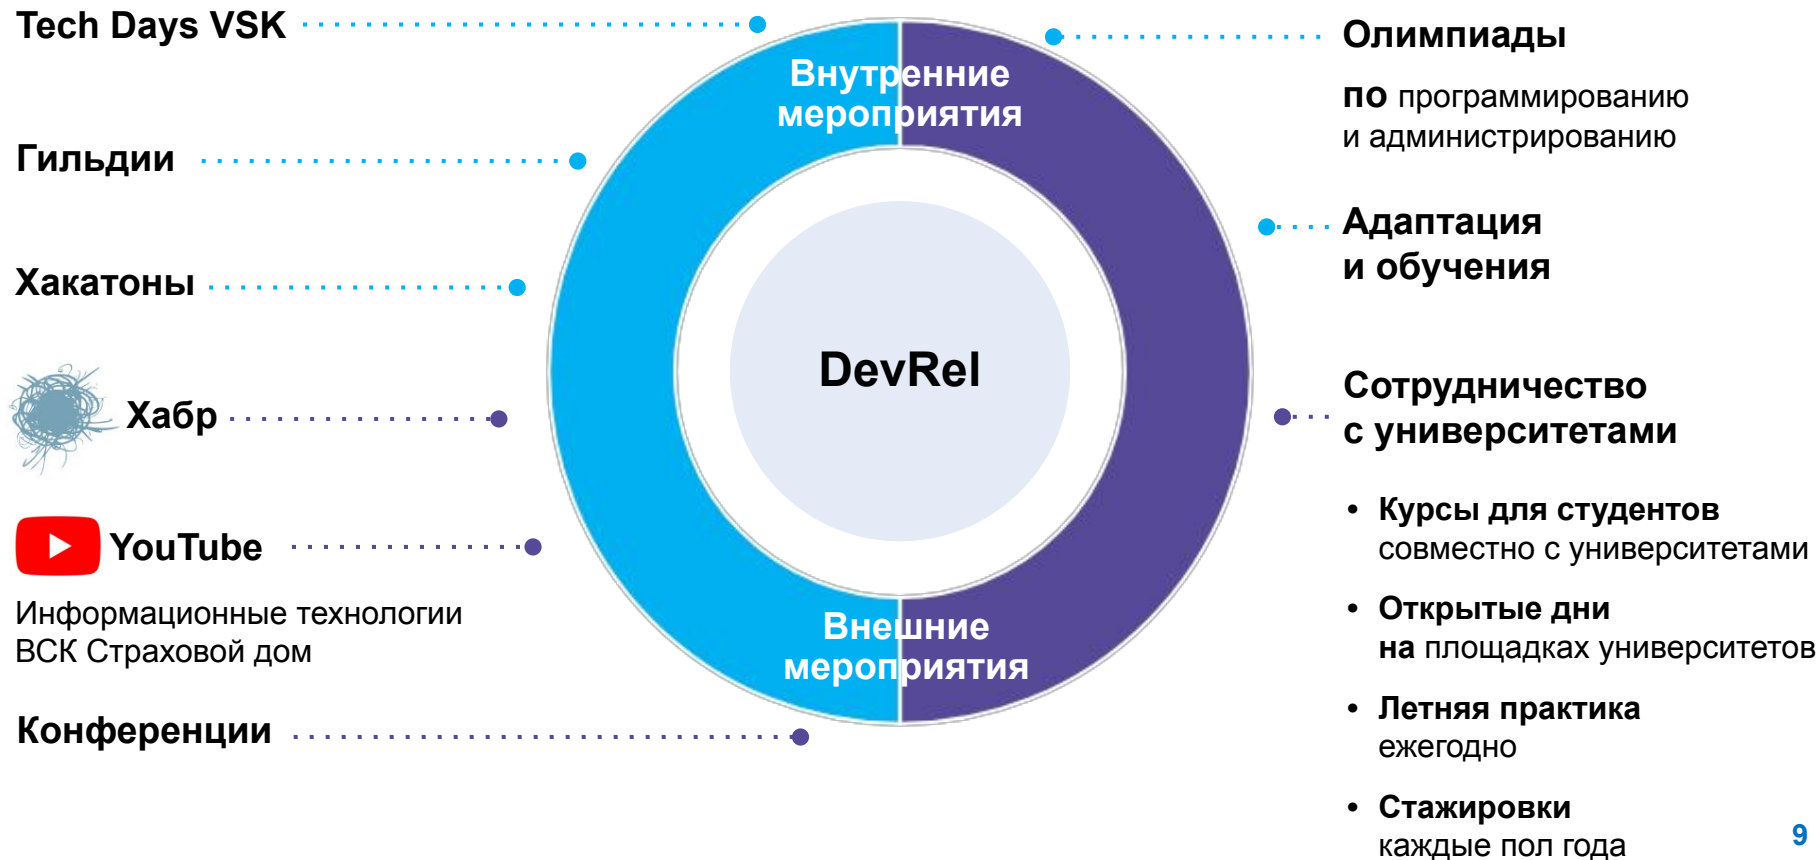 Tech Days VSK
Гильдии
Хакатоны
Хабр
YouTube
Информационные технологии
ВСК Страховой дом
Конференции
Внутренние
мероприятия
DevRel
Внешние
мероприятия
Олимпиады
по программированию
и администрированию
Адаптация
и обучения
Сотрудничество
с университетами
• Курсы для студентов
совместно с университетами
• Открытые дни
на площадках университетов
• Летняя практика
ежегодно
• Стажировки
каждые пол года
9